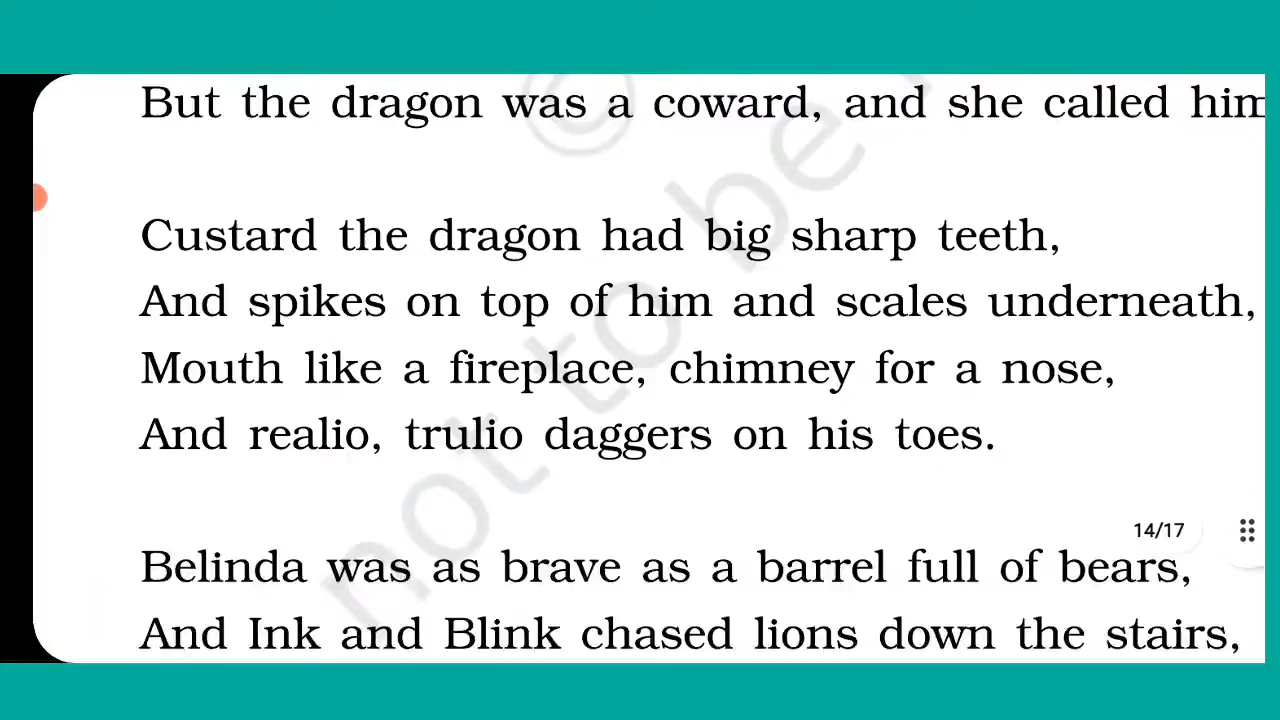 But the dragon was a coward, and she called him
Custard the dragon had big sharp teeth,
And spikes on top of him and scales underneath,
Mouth like a fireplace, chimney for a nose,
And realio, trulio daggers on his toes.
14/17
Belinda was as brave as a barrel full of bears,
And Ink and Blink chased lions down the stairs,
© not to be